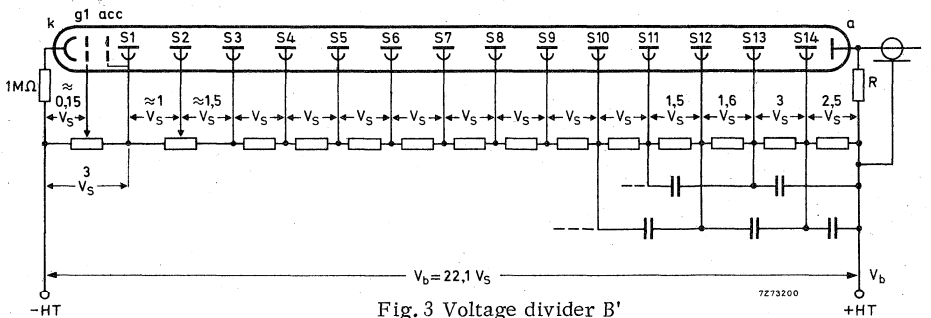 k g1 acc S1 S2 S3 S4 S5 S6 S7 S8 S9 S10 S11 S12 S13 S14 a
1MΩ R
≈ 0,15 VS ≈1 VS ≈1,5 VS VS VS VS VS VS VS VS VS VS 1,5 VS 1,6 VS 3 VS 2,5 VS
3 VS
Vb=22,1 VS Vb
7Z73200
-HT Fig. 3 Voltage divider B' +HT